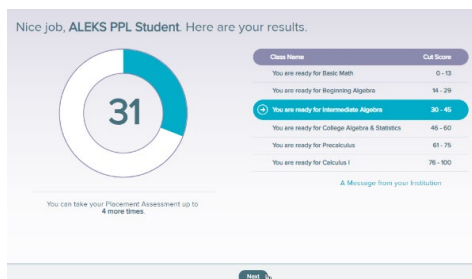 Nice job, ALEKS PPL Student. Here are your results.
31
You can take your Placement Assessment up to
4 more times.
Class Name Cut Score
You are ready for Basic Math 0 - 13
You are ready for Beginning Algebra 14 - 29
You are ready for Intermediate Algebra 30 - 45
You are ready for College Algebra & Statistics 46 - 60
You are ready for Precalculus 61 - 75
You are ready for Calculus I 76 - 100
A Message from your Institution
Next